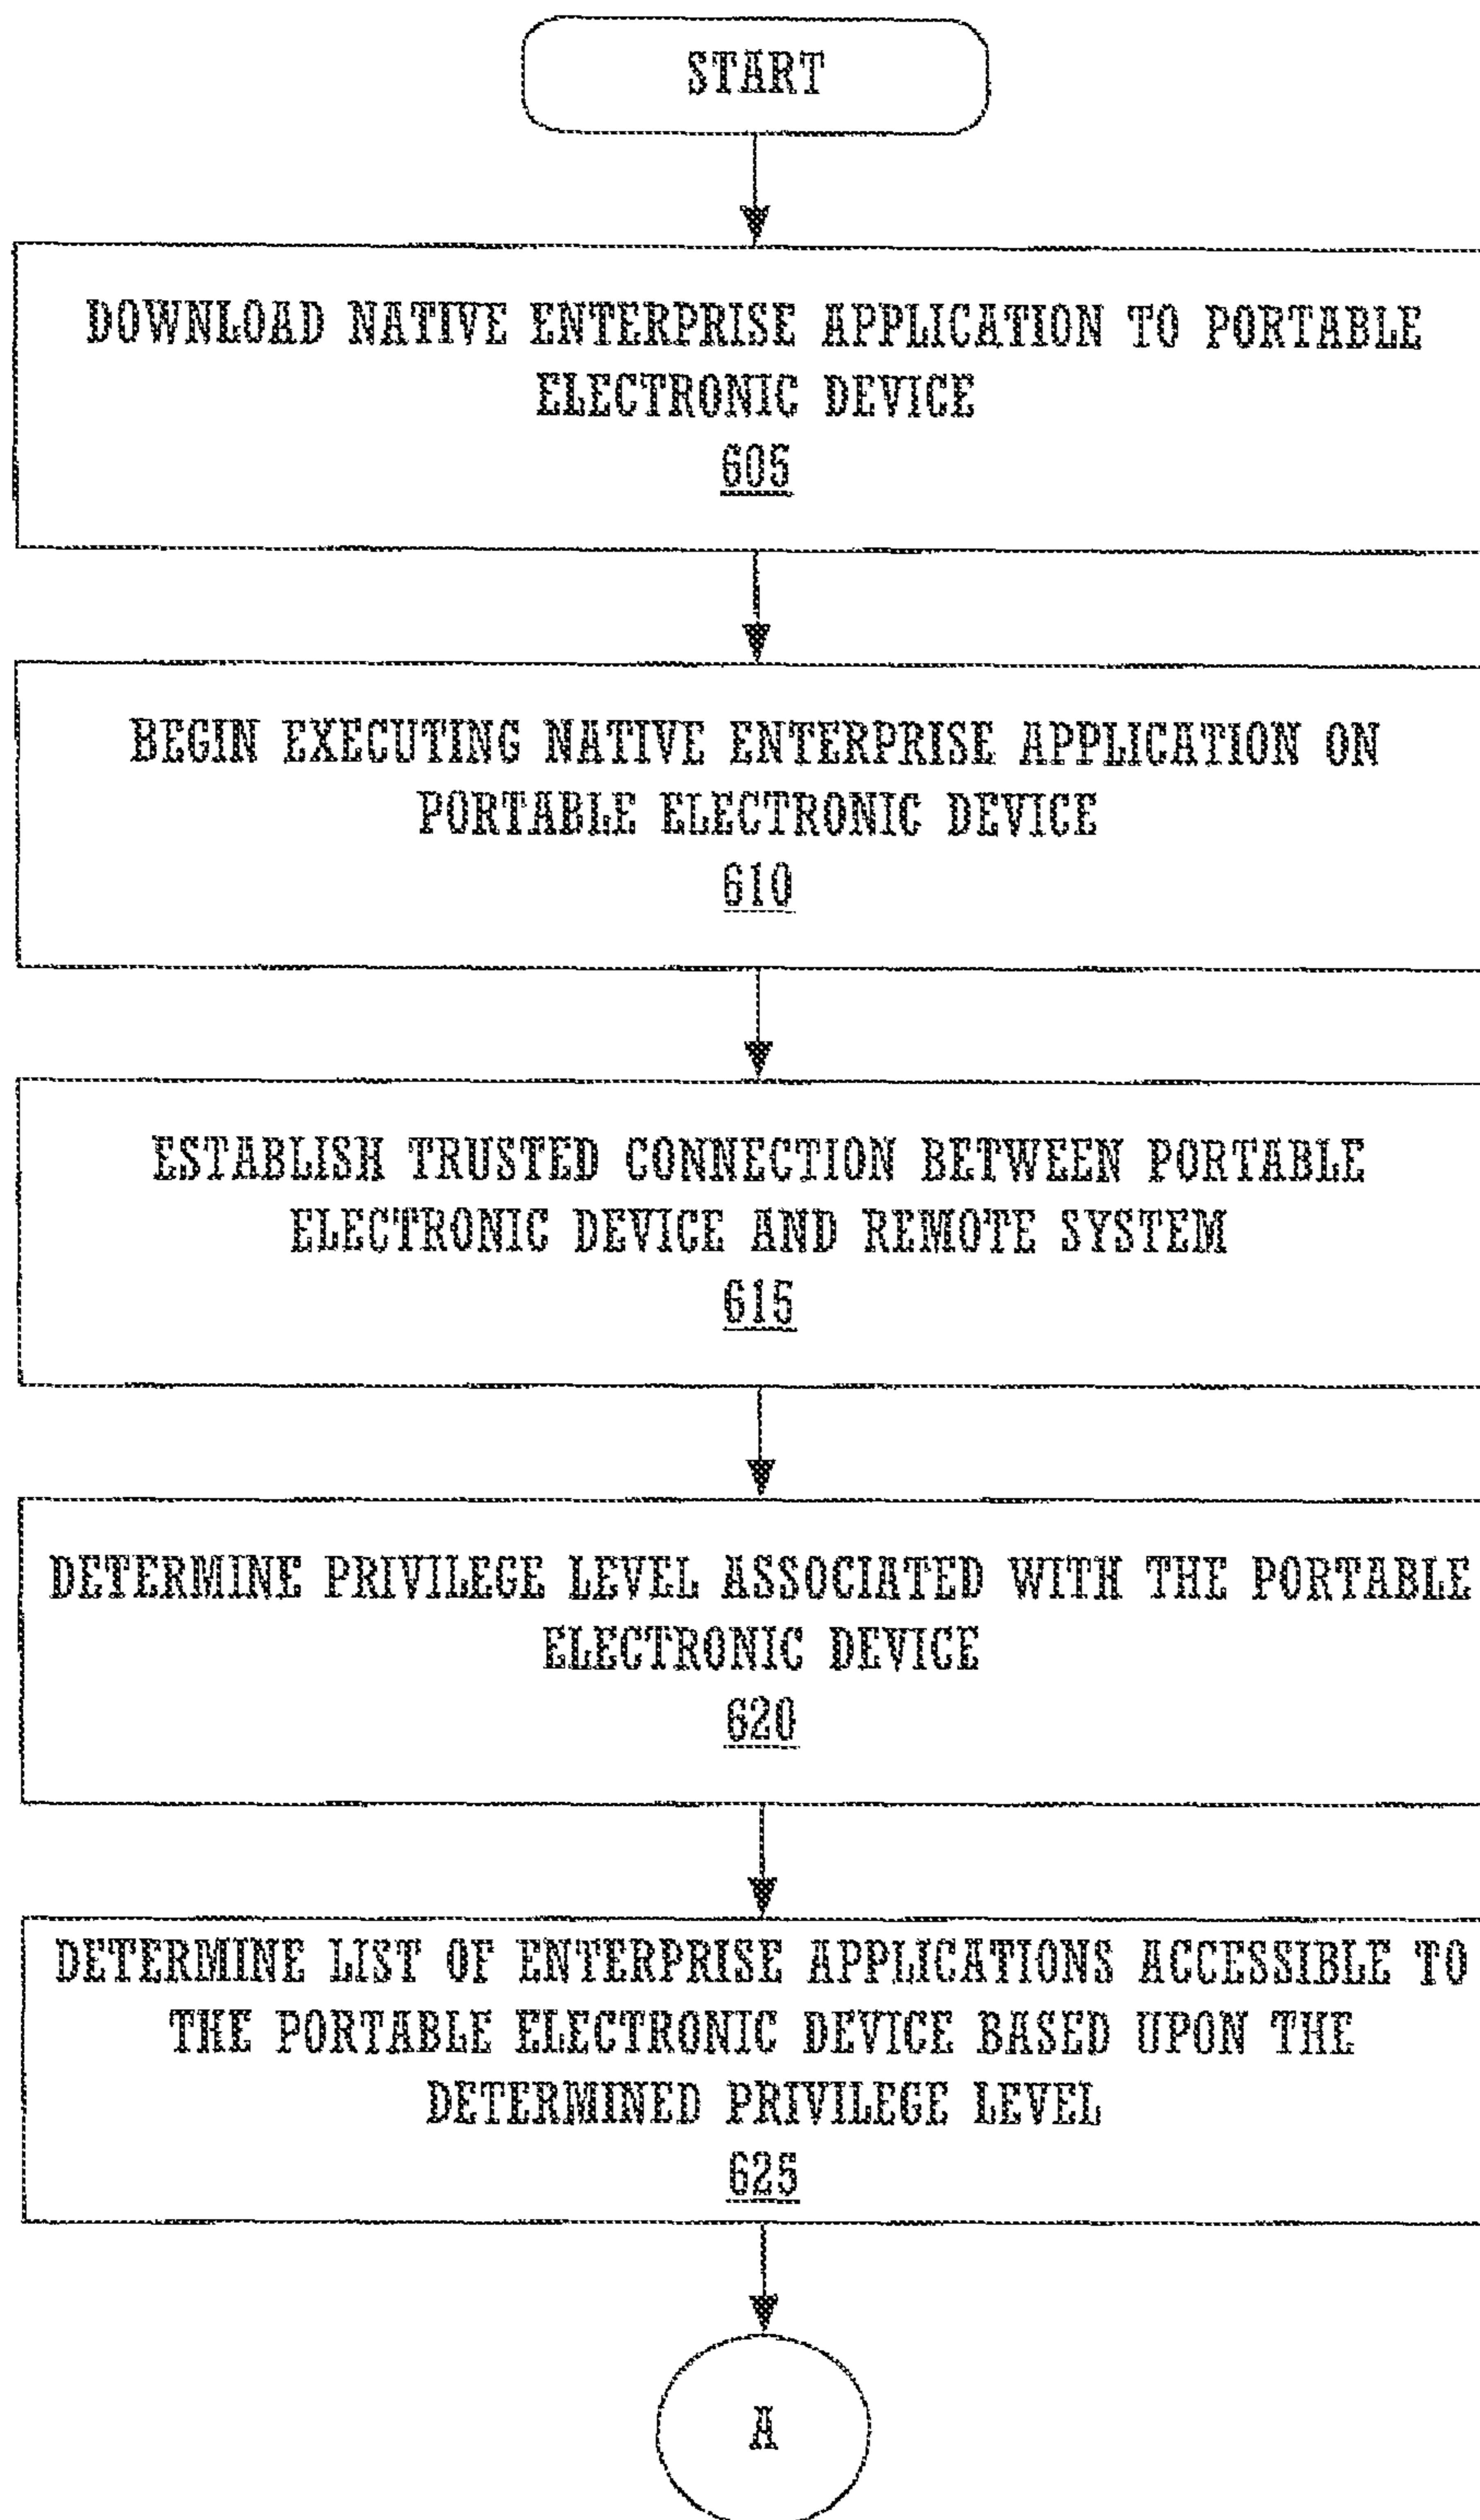 START
DOWNLOAD NATIVE ENTERPRISE APPLICATION TO PORTABLE
ELECTRONIC DEVICE
605
BEGIN EXECUTING NATIVE ENTERPRISE APPLICATION ON
PORTABLE ELECTRONIC DEVICE
610
ESTABLISH TRUSTED CONNECTION BETWEEN PORTABLE
ELECTRONIC DEVICE AND REMOTE SYSTEM
615
DETERMINE PRIVILEGE LEVEL ASSOCIATED WITH THE PORTABLE
ELECTRONIC DEVICE
620
DETERMINE LIST OF ENTERPRISE APPLICATIONS ACCESSIBLE TO
THE PORTABLE ELECTRONIC DEVICE BASED UPON THE
DETERMINED PRIVILEGE LEVEL
625
A